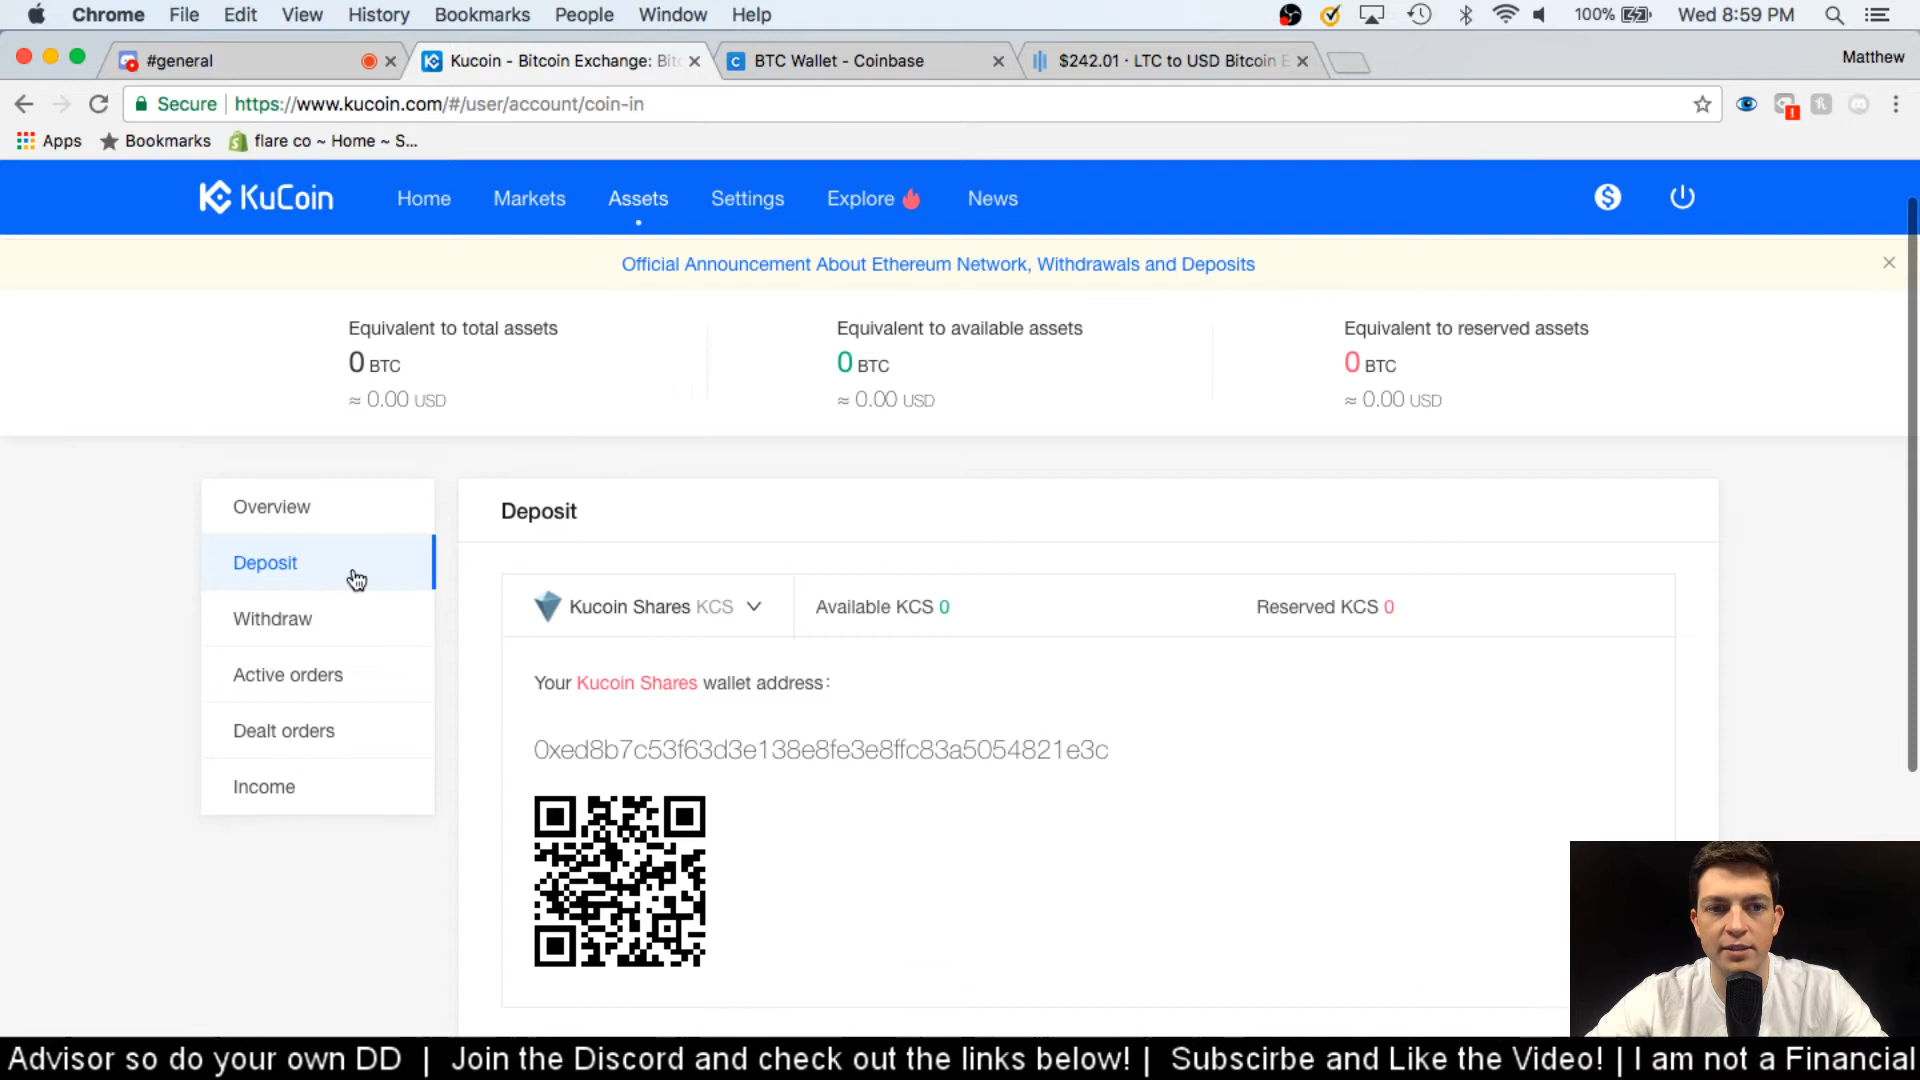 Chrome File Edit View History Bookmarks People Window Help 100% Wed 8:59 PM
#general Kucoin - Bitcoin Exchange: Bit BTC Wallet - Coinbase $242.01 · LTC to USD Bitcoin E Matthew
Secure https://www.kucoin.com/#/user/account/coin-in
Apps Bookmarks flare co ~ Home ~ S...
KuCoin Home Markets Assets Settings Explore News
Official Announcement About Ethereum Network, Withdrawals and Deposits
Equivalent to total assets Equivalent to available assets Equivalent to reserved assets
0 BTC 0 BTC 0 BTC
≈ 0.00 USD ≈ 0.00 USD ≈ 0.00 USD
Overview
Deposit
Withdraw
Active orders
Dealt orders
Income
Deposit
Kucoin Shares KCS Available KCS 0 Reserved KCS 0
Your Kucoin Shares wallet address:
0xed8b7c53f63d3e138e8fe3e8ffc83a5054821e3c
Advisor so do your own DD | Join the Discord and check out the links below! | Subscirbe and Like the Video! | I am not a Financial